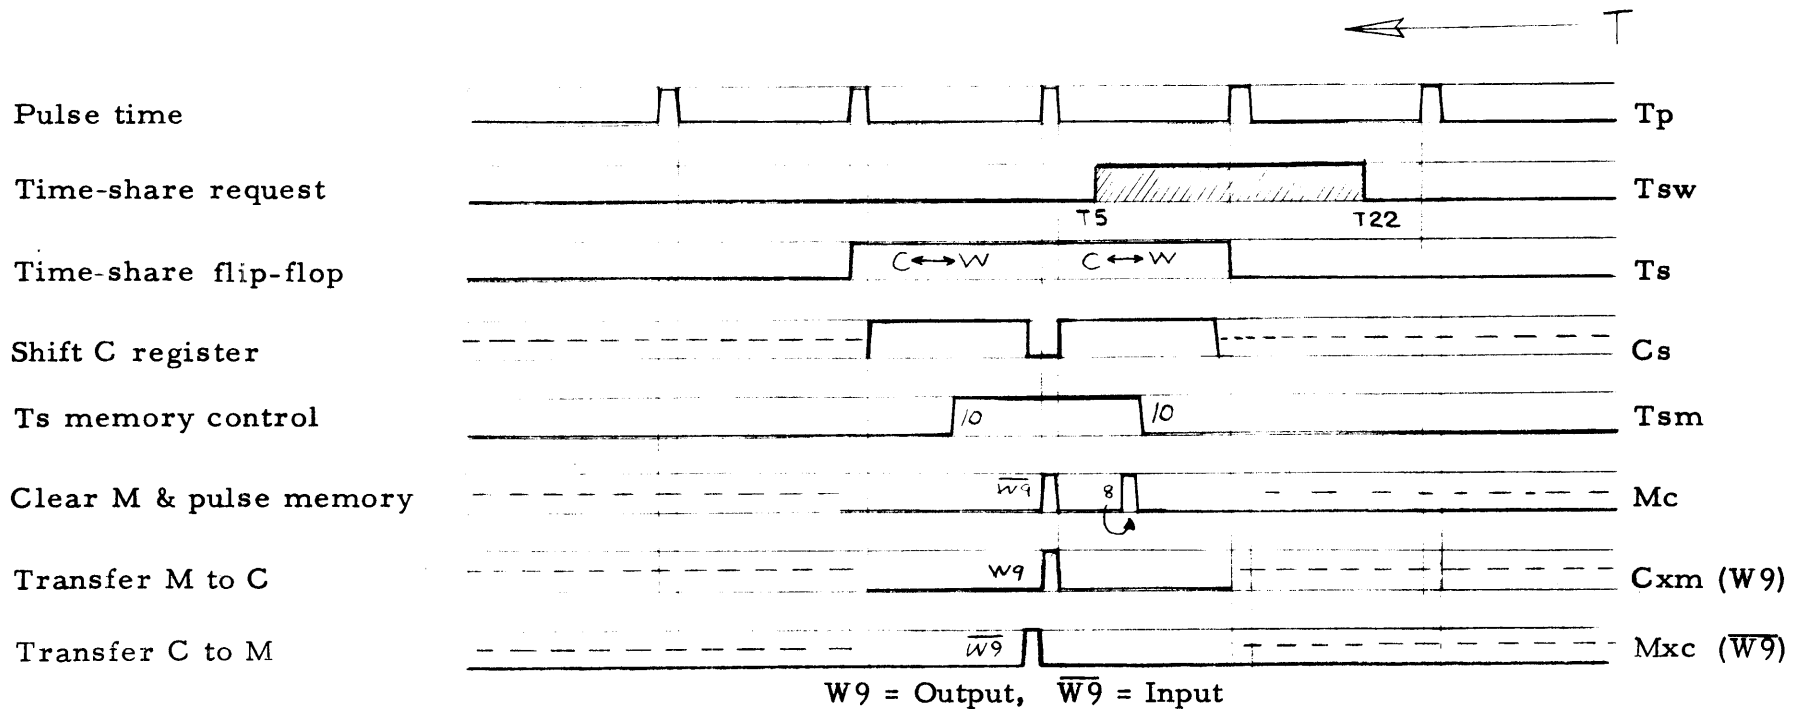 T
Pulse time Tp
Time-share request Tsw
T5 T22
Time-share flip-flop C↔W C↔W Ts
Shift C register Cs
Ts memory control 10 10 Tsm
Clear M & pulse memory W̅9̅ 8 Mc
Transfer M to C W9 Cxm (W9)
Transfer C to M W̅9̅ Mxc (W̅9̅)
W9 = Output, W̅9̅ = Input